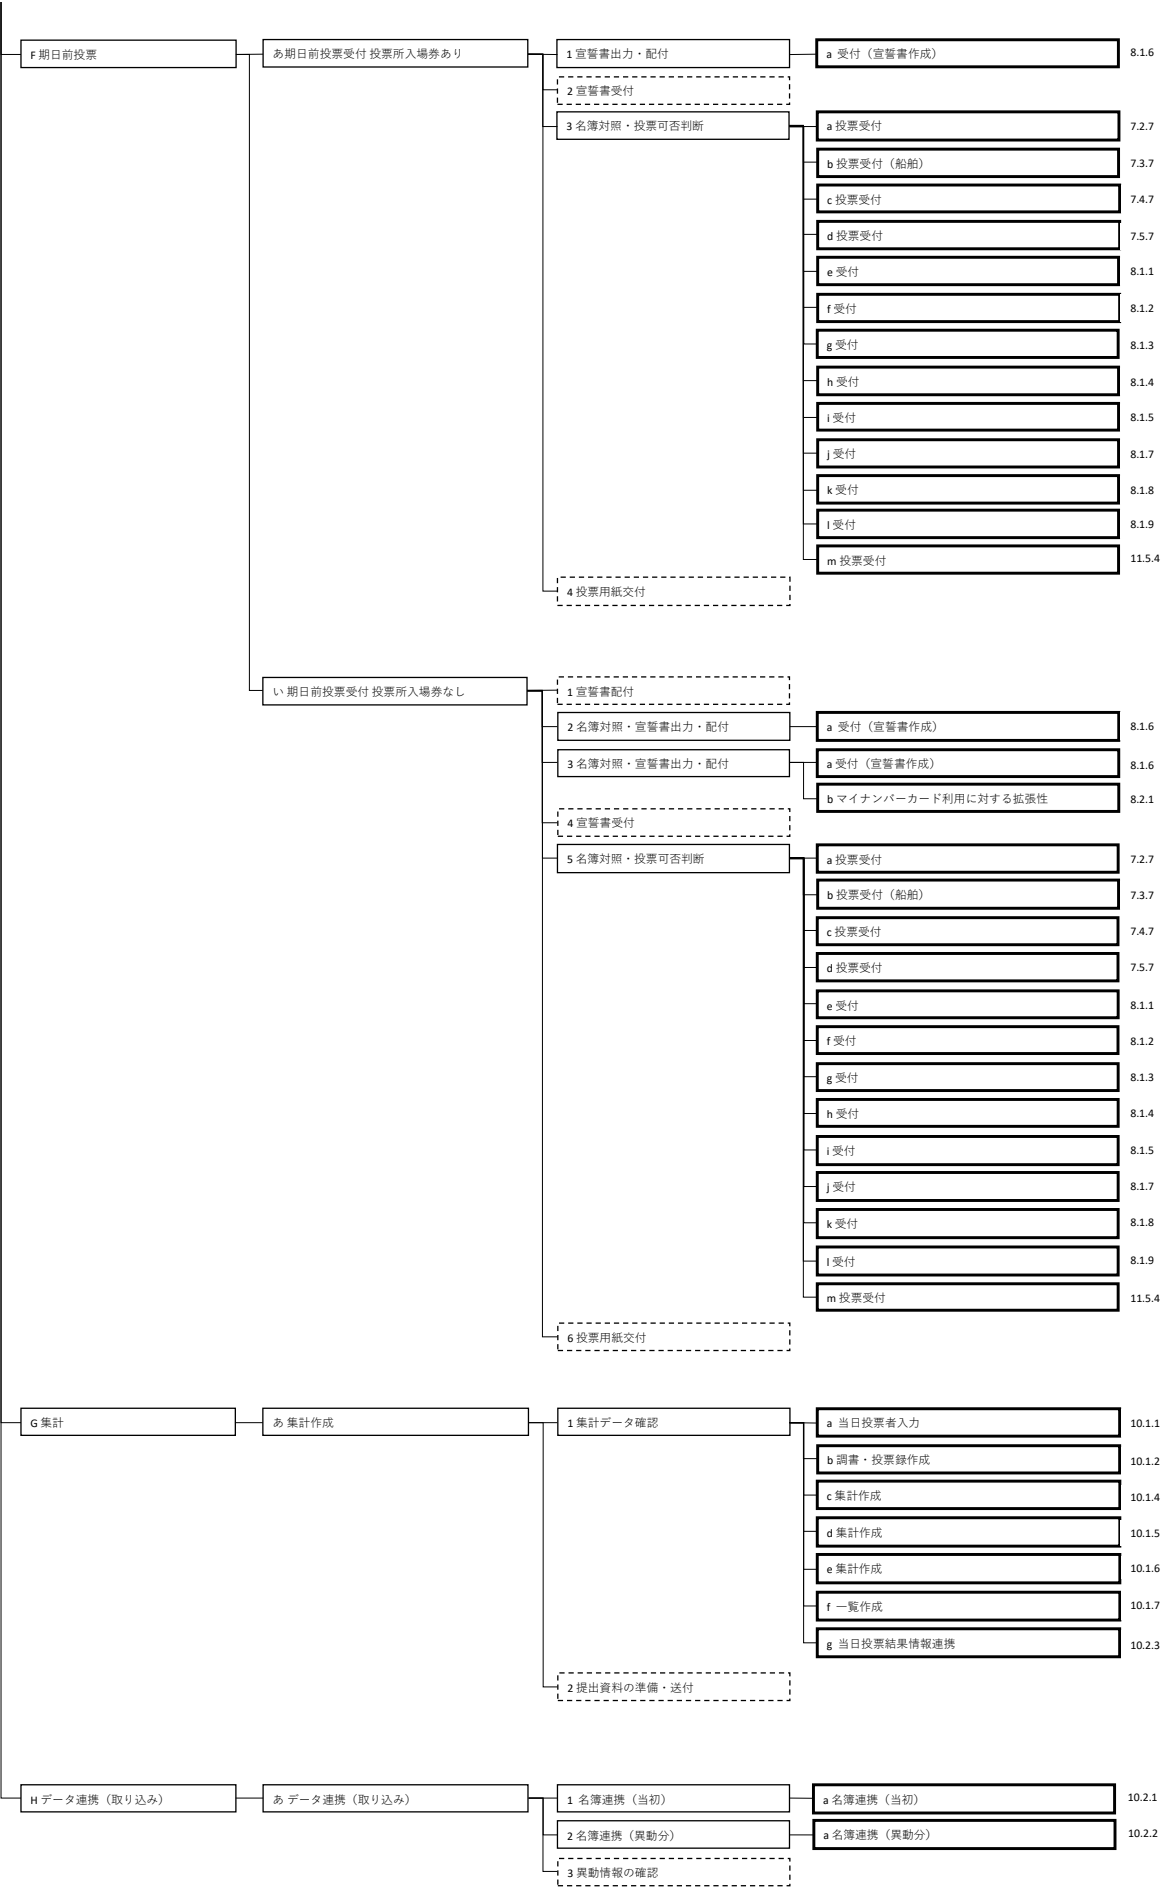 F 期日前投票
あ期日前投票受付 投票所入場券あり
1 宣誓書出力・配付
a 受付（宣誓書作成）
8.1.6
2 宣誓書受付
3 名簿対照・投票可否判断
a 投票受付
7.2.7
b 投票受付（船舶）
7.3.7
c 投票受付
7.4.7
d 投票受付
7.5.7
e 受付
8.1.1
f 受付
8.1.2
g 受付
8.1.3
h 受付
8.1.4
i 受付
8.1.5
j 受付
8.1.7
k 受付
8.1.8
l 受付
8.1.9
m 投票受付
11.5.4
4 投票用紙交付
い 期日前投票受付 投票所入場券なし
1 宣誓書配付
2 名簿対照・宣誓書出力・配付
a 受付（宣誓書作成）
8.1.6
3 名簿対照・宣誓書出力・配付
a 受付（宣誓書作成）
8.1.6
b マイナンバーカード利用に対する拡張性
8.2.1
4 宣誓書受付
5 名簿対照・投票可否判断
a 投票受付
7.2.7
b 投票受付（船舶）
7.3.7
c 投票受付
7.4.7
d 投票受付
7.5.7
e 受付
8.1.1
f 受付
8.1.2
g 受付
8.1.3
h 受付
8.1.4
i 受付
8.1.5
j 受付
8.1.7
k 受付
8.1.8
l 受付
8.1.9
m 投票受付
11.5.4
6 投票用紙交付
G 集計
あ 集計作成
1 集計データ確認
a 当日投票者入力
10.1.1
b 調書・投票録作成
10.1.2
c 集計作成
10.1.4
d 集計作成
10.1.5
e 集計作成
10.1.6
f 一覧作成
10.1.7
g 当日投票結果情報連携
10.2.3
2 提出資料の準備・送付
H データ連携（取り込み）
あ データ連携（取り込み）
1 名簿連携（当初）
a 名簿連携（当初）
10.2.1
2 名簿連携（異動分）
a 名簿連携（異動分）
10.2.2
3 異動情報の確認